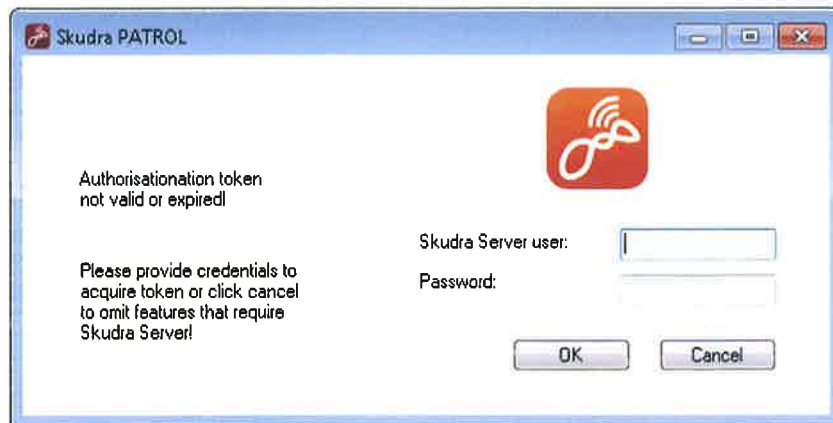 Skudra PATROL
Authorisationation token
not valid or expired!
Please provide credentials to
acquire token or click cancel
to omit features that require
Skudra Server!
Skudra Server user:
Password:
OK
Cancel